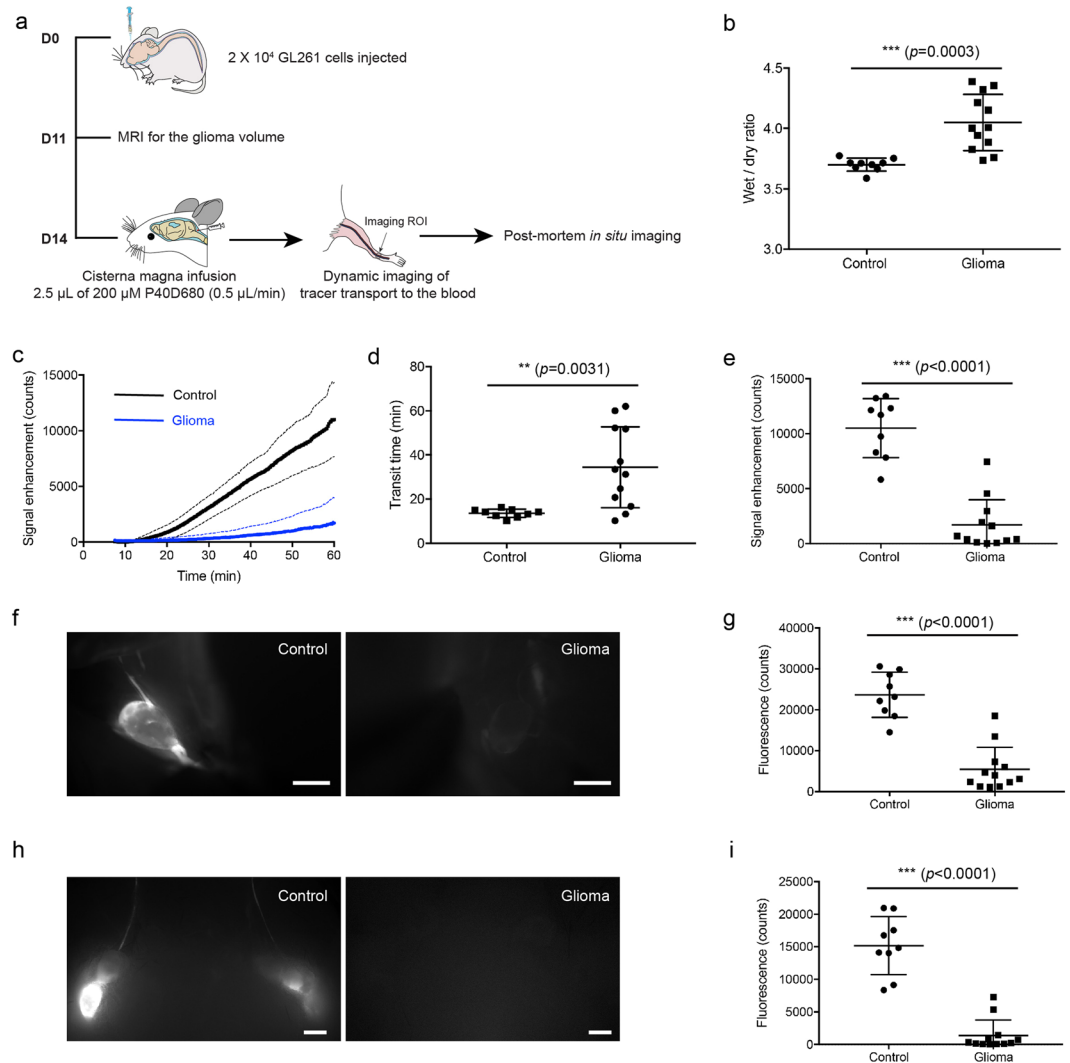 a
D0
2 X 10⁴ GL261 cells injected
D11
MRI for the glioma volume
D14
Imaging ROI
Post-mortem in situ imaging
Cisterna magna infusion
2.5 µL of 200 µM P40D680 (0.5 µL/min)
Dynamic imaging of
tracer transport to the blood
b
*** (p=0.0003)
4.5
4.0
3.5
3.0
Wet / dry ratio
Control
Glioma
c
15000
10000
5000
0
Signal enhancement (counts)
Control
Glioma
0
10
20
30
40
50
60
Time (min)
d
** (p=0.0031)
80
60
40
20
0
Transit time (min)
Control
Glioma
e
*** (p<0.0001)
15000
10000
5000
0
Signal enhancement (counts)
Control
Glioma
f
Control
Glioma
g
*** (p<0.0001)
40000
30000
20000
10000
0
Fluorescence (counts)
Control
Glioma
h
Control
Glioma
i
*** (p<0.0001)
25000
20000
15000
10000
5000
0
Fluorescence (counts)
Control
Glioma